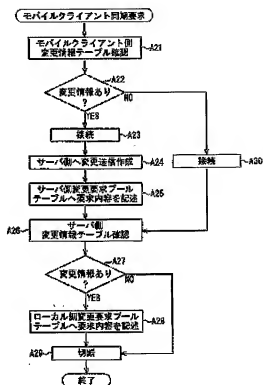 モバイルクライアント同期要求
モバイルクライアント側
変更情報テーブル確認
A21
A22
変更情報あり
?
NO
YES
接続
A23
サーバ側へ変更送信作成
A24
接続
A30
サーバ側変更要求プール
テーブルへ要求内容を記述
A25
A26
サーバ側
変更情報テーブル確認
A27
変更情報あり
?
NO
YES
ローカル側変更要求プール
テーブルへ要求内容を記述
A28
A29
切断
終了